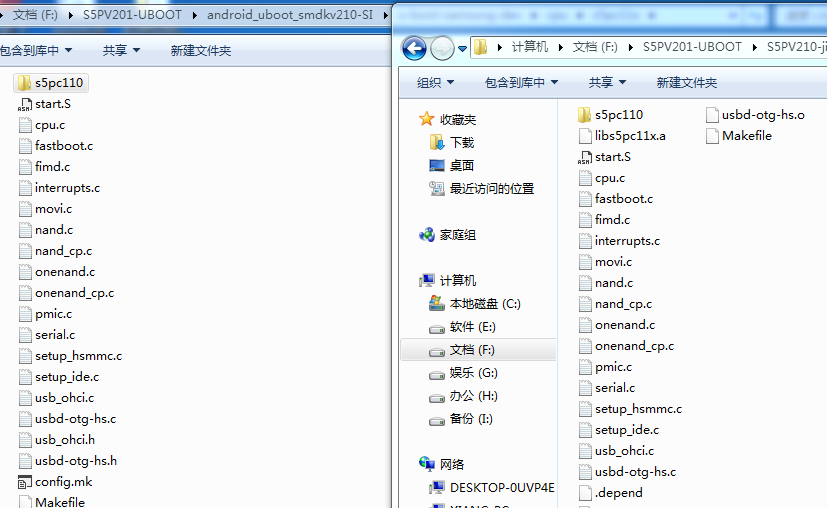 文档 (F:) S5PV201-UBOOT android_uboot_smdkv210-SI
包含到库中 共享 新建文件夹
s5pc110
start.S
cpu.c
fastboot.c
fimd.c
interrupts.c
movi.c
nand.c
nand_cp.c
onenand.c
onenand_cp.c
pmic.c
serial.c
setup_hsmmc.c
setup_ide.c
usb_ohci.c
usbd-otg-hs.c
usb_ohci.h
usbd-otg-hs.h
config.mk
Makefile
计算机 文档 (F:) S5PV201-UBOOT S5PV210-ji
组织 包含到库中 共享 新建文件夹
收藏夹
下载
桌面
最近访问的位置
家庭组
计算机
本地磁盘 (C:)
软件 (E:)
文档 (F:)
娱乐 (G:)
办公 (H:)
备份 (I:)
网络
DESKTOP-0UVP4E
s5pc110
libs5pc11x.a
start.S
cpu.c
fastboot.c
fimd.c
interrupts.c
movi.c
nand.c
nand_cp.c
onenand.c
onenand_cp.c
pmic.c
serial.c
setup_hsmmc.c
setup_ide.c
usb_ohci.c
usbd-otg-hs.c
.depend
usbd-otg-hs.o
Makefile